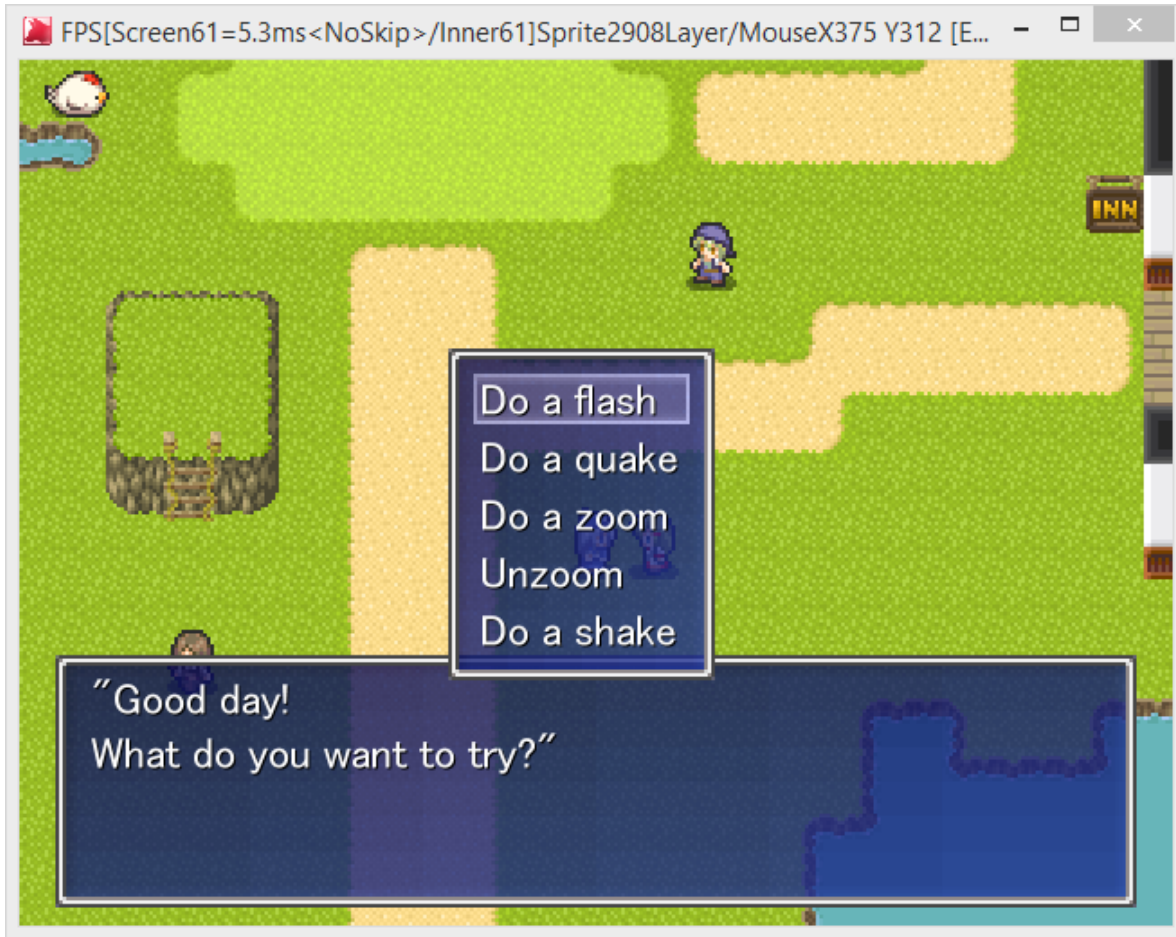 FPS[Screen61=5.3ms<NoSkip>/Inner61]Sprite2908Layer/MouseX375 Y312 [E...
INN
Do a flash
Do a quake
Do a zoom
Unzoom
Do a shake
"Good day!
What do you want to try?"